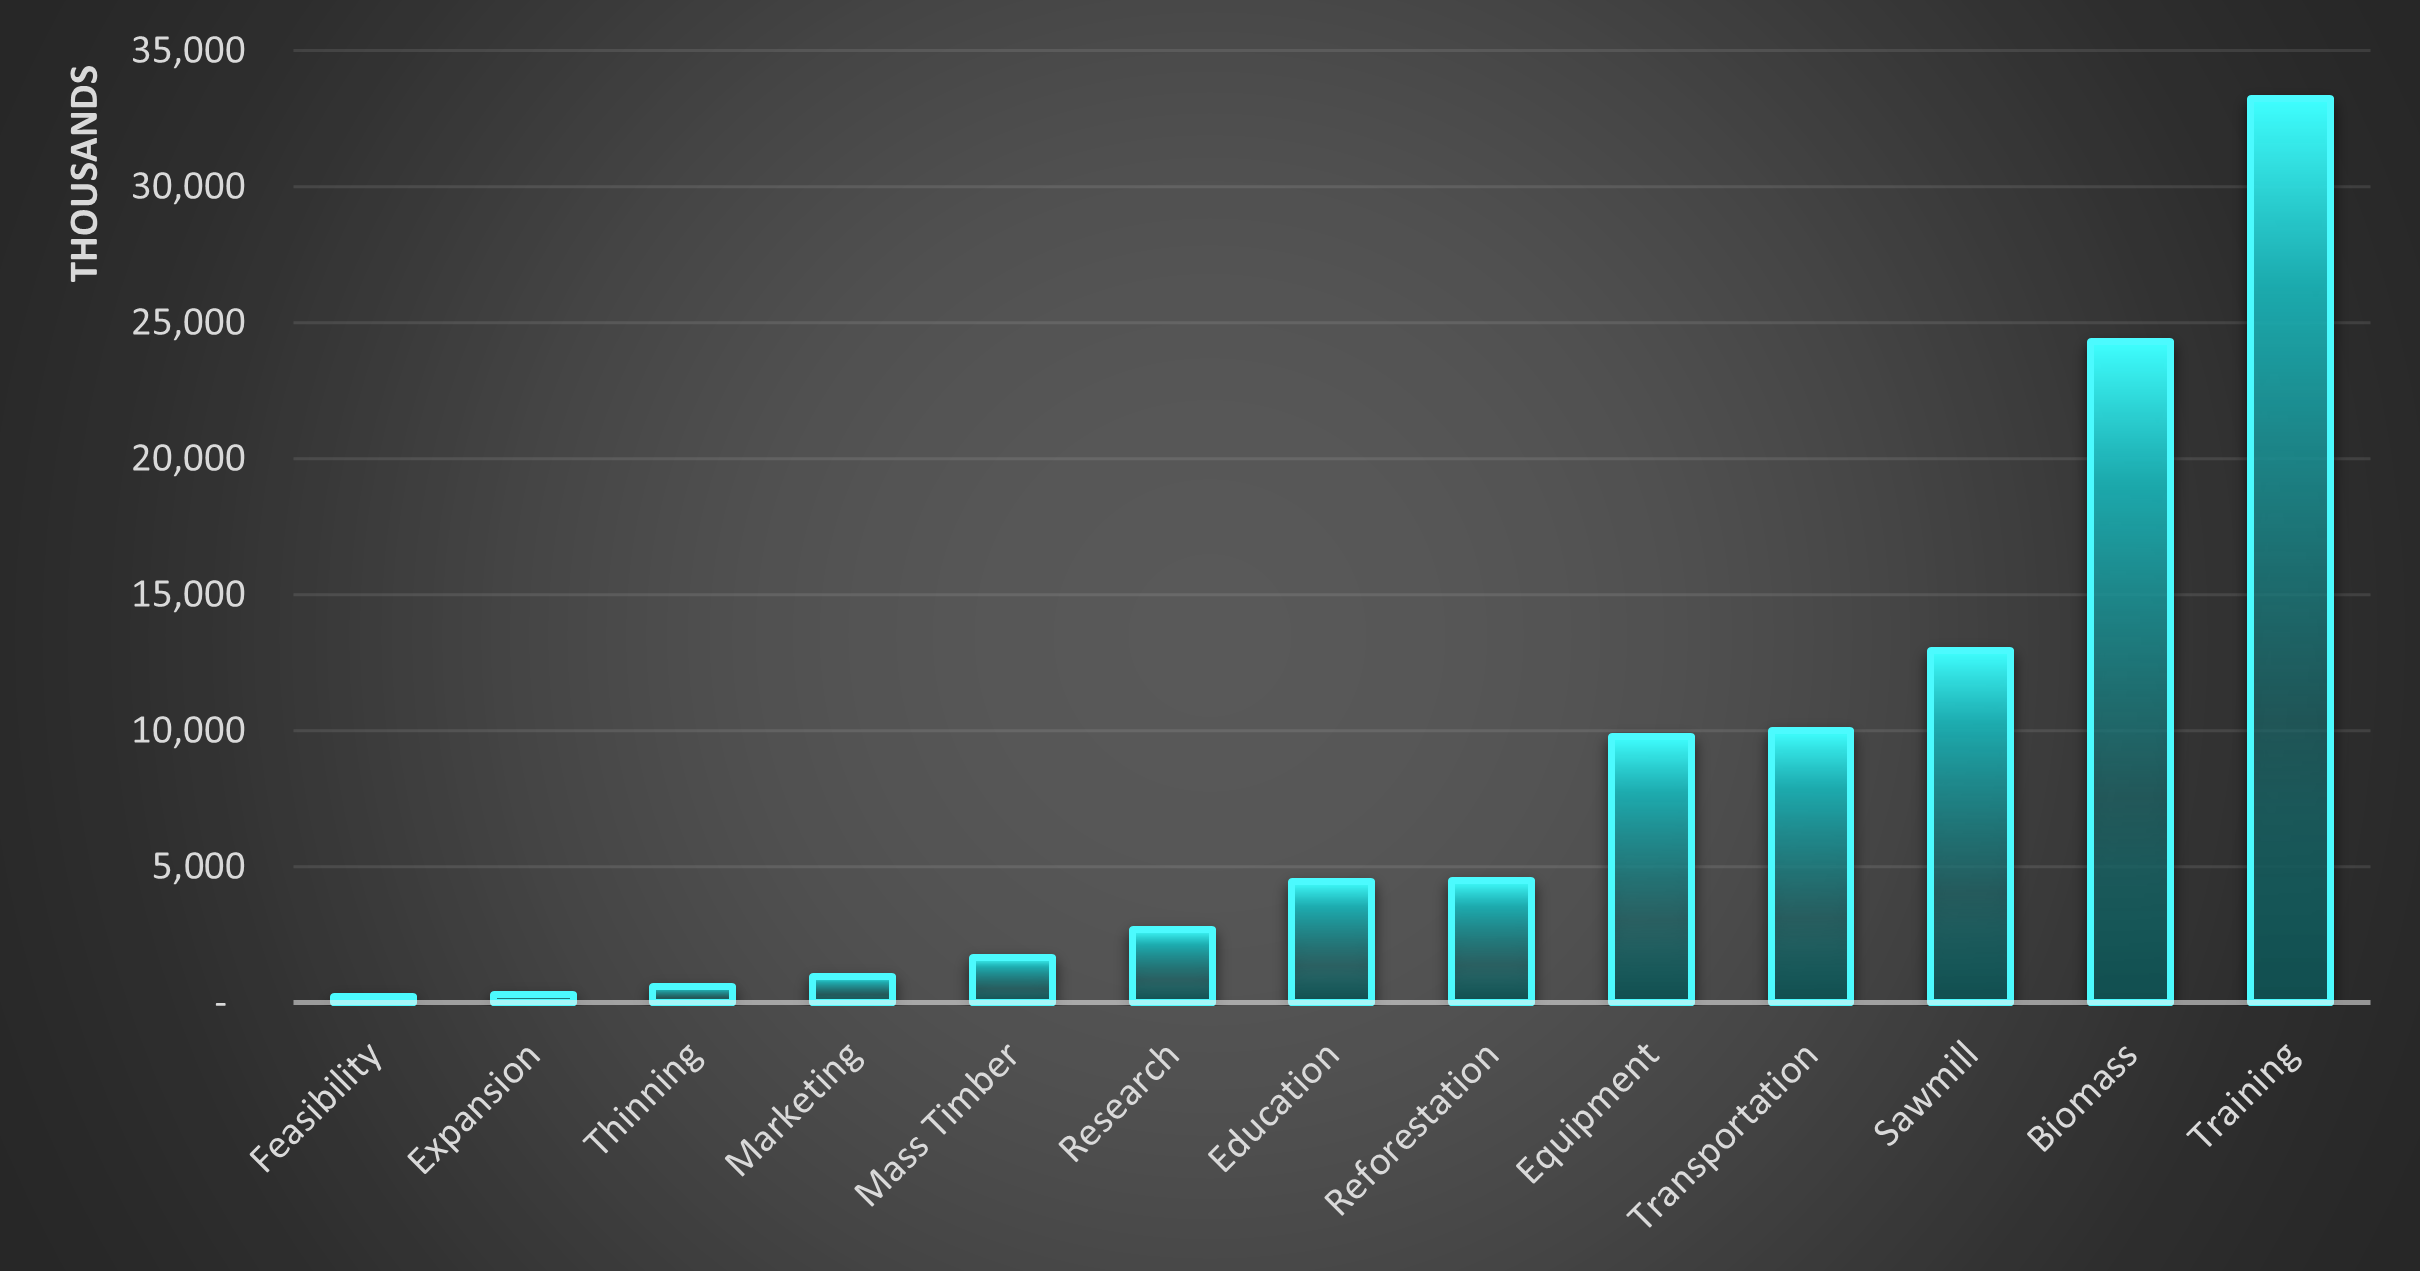 THOUSANDS
35,000
30,000
25,000
20,000
15,000
10,000
5,000
-
Feasibility
Expansion
Thinning
Marketing
Mass Timber
Research
Education
Reforestation
Equipment
Transportation
Sawmill
Biomass
Training